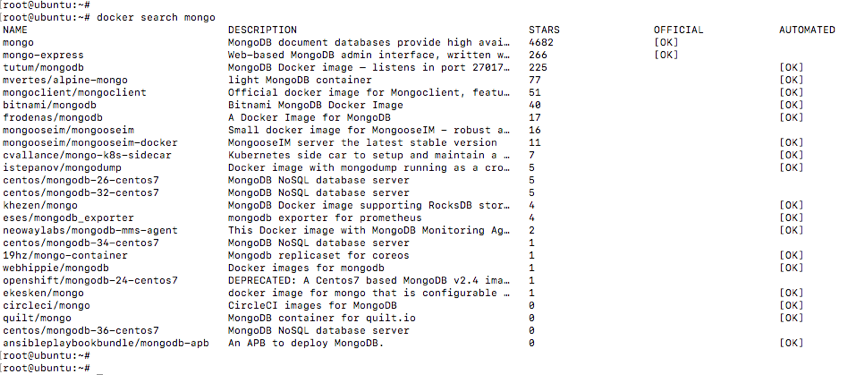 [root@ubuntu:~#
[root@ubuntu:~# docker search mongo
NAME DESCRIPTION STARS OFFICIAL AUTOMATED
mongo MongoDB document databases provide high avai… 4682 [OK]
mongo-express Web-based MongoDB admin interface, written w… 266 [OK]
tutum/mongodb MongoDB Docker image – listens in port 27017… 225 [OK]
mvertes/alpine-mongo light MongoDB container 77 [OK]
mongoclient/mongoclient Official docker image for Mongoclient, featu… 51 [OK]
bitnami/mongodb Bitnami MongoDB Docker Image 40 [OK]
frodenas/mongodb A Docker Image for MongoDB 17 [OK]
mongooseim/mongooseim Small docker image for MongooseIM - robust a… 16
mongooseim/mongooseim-docker MongooseIM server the latest stable version 11 [OK]
cvallance/mongo-k8s-sidecar Kubernetes side car to setup and maintain a … 7 [OK]
istepanov/mongodump Docker image with mongodump running as a cro… 5 [OK]
centos/mongodb-26-centos7 MongoDB NoSQL database server 5
centos/mongodb-32-centos7 MongoDB NoSQL database server 5
khezen/mongo MongoDB Docker image supporting RocksDB stor… 4 [OK]
eses/mongodb_exporter mongodb exporter for prometheus 4 [OK]
neowaylabs/mongodb-mms-agent This Docker image with MongoDB Monitoring Ag… 2 [OK]
centos/mongodb-34-centos7 MongoDB NoSQL database server 1
19hz/mongo-container Mongodb replicaset for coreos 1 [OK]
webhippie/mongodb Docker images for mongodb 1 [OK]
openshift/mongodb-24-centos7 DEPRECATED: A Centos7 based MongoDB v2.4 ima… 1
ekesken/mongo docker image for mongo that is configurable … 1 [OK]
circleci/mongo CircleCI images for MongoDB 0 [OK]
quilt/mongo MongoDB container for quilt.io 0 [OK]
centos/mongodb-36-centos7 MongoDB NoSQL database server 0
ansibleplaybookbundle/mongodb-apb An APB to deploy MongoDB. 0 [OK]
[root@ubuntu:~#
[root@ubuntu:~#